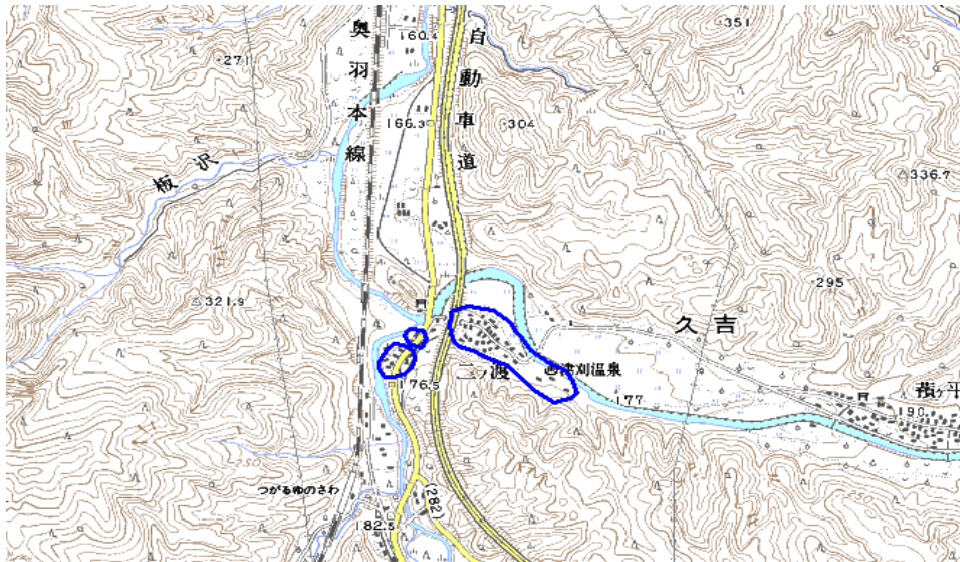 奥羽本線
160.4
自動車道
·351
·271
166.3
·304
板沢
336.7
321.9
·295
久吉
二ノ渡
津刈温泉
176.5
177
190
つがるゆのさわ
(282)
182.5